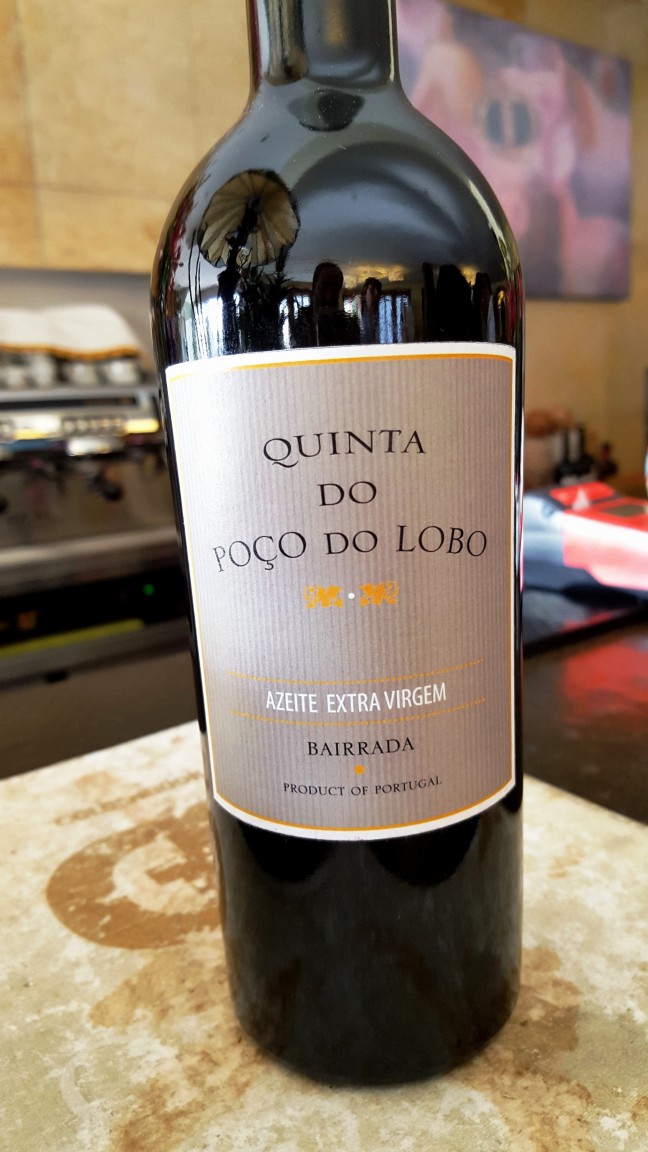 QUINTA
DO
POÇO DO LOBO
AZEITE EXTRA VIRGEM
BAIRRADA
PRODUCT OF PORTUGAL